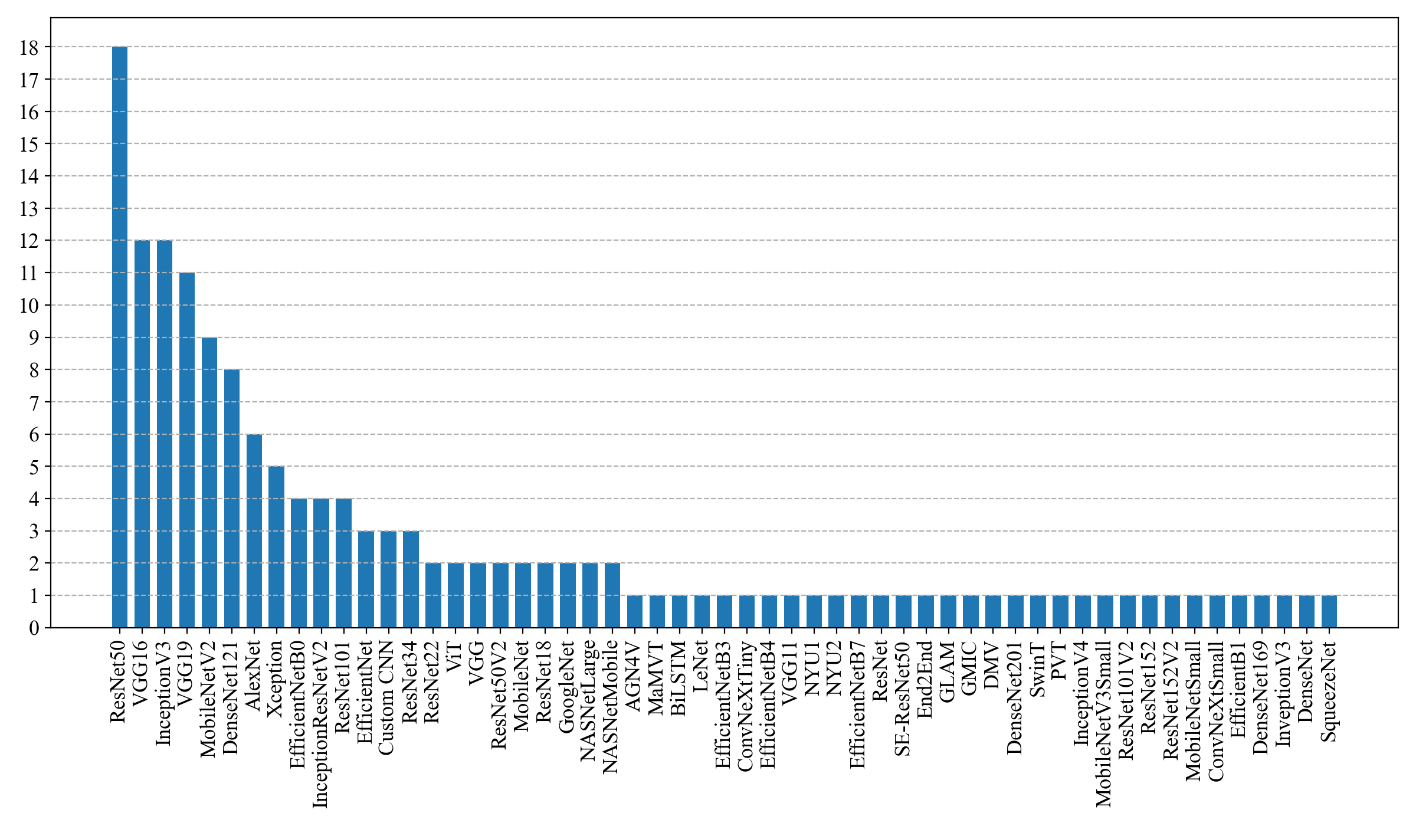 18
17
16
15
14
13
12
11
10
9
8
7
6
5
4
3
2
1
0
ResNet50
VGG16
InceptionV3
VGG19
MobileNetV2
DenseNet121
AlexNet
Xception
EfficientNetB0
InceptionResNetV2
ResNet101
EfficientNet
Custom CNN
ResNet34
ResNet22
ViT
VGG
ResNet50V2
MobileNet
ResNet18
GoogleNet
NASNetLarge
NASNetMobile
AGN4V
MaMVT
BiLSTM
LeNet
EfficientNetB3
ConvNeXtTiny
EfficientNetB4
VGG11
NYU1
NYU2
EfficientNetB7
ResNet
SE-ResNet50
End2End
GLAM
GMIC
DMV
DenseNet201
SwinT
PVT
InceptionV4
MobileNetV3Small
ResNet101V2
ResNet152
ResNet152V2
MobileNetSmall
ConvNeXtSmall
EfficientB1
DenseNet169
InveptionV3
DenseNet
SqueezeNet